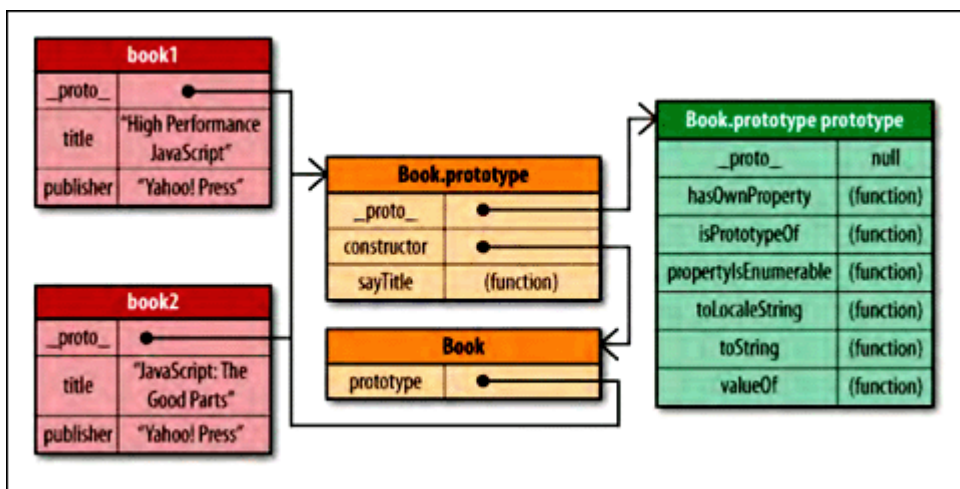 book1
_proto_
title "High Performance
JavaScript"
publisher "Yahoo! Press"
book2
_proto_
title "JavaScript: The
Good Parts"
publisher "Yahoo! Press"
Book.prototype
_proto_
constructor
sayTitle (function)
Book
prototype
Book.prototype prototype
_proto_ null
hasOwnProperty (function)
isPrototypeOf (function)
propertyIsEnumerable (function)
toLocaleString (function)
toString (function)
valueOf (function)